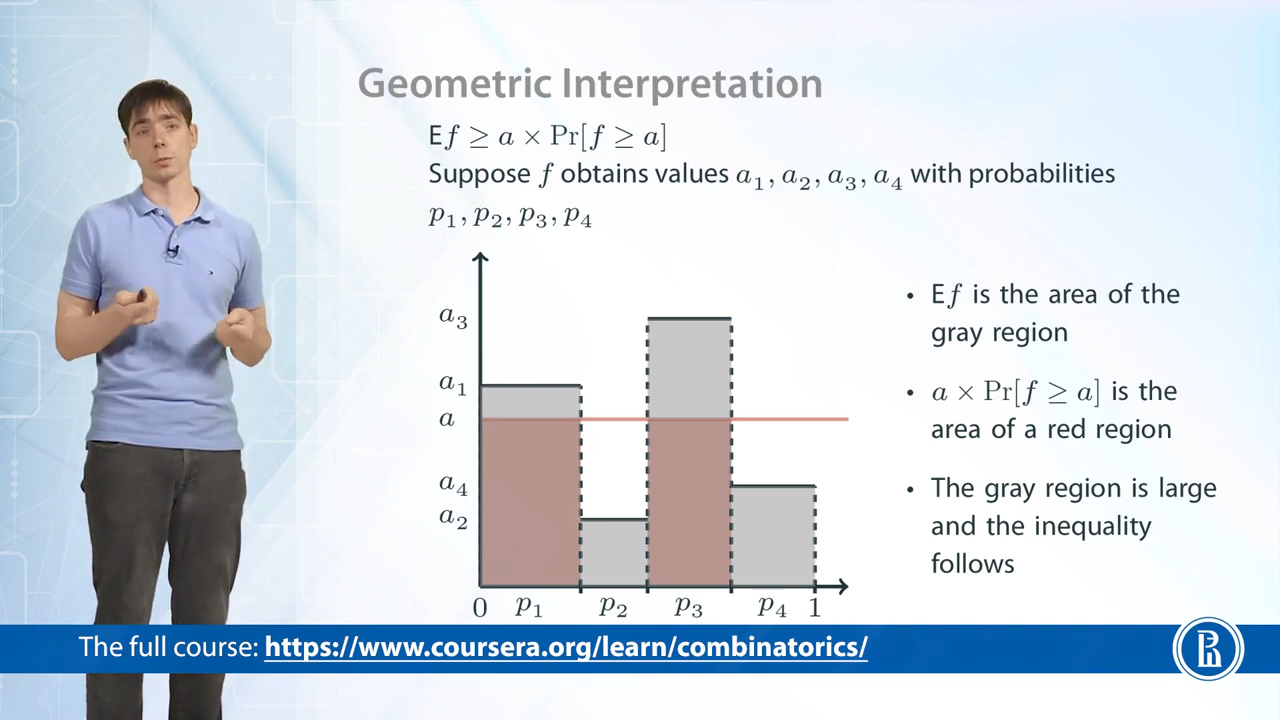 Geometric Interpretation
E f ≥ a × Pr[f ≥ a]
Suppose f obtains values a₁, a₂, a₃, a₄ with probabilities
p₁, p₂, p₃, p₄
a₃
a₁
a
a₄
a₂
0 p₁ p₂ p₃ p₄ 1
• E f is the area of the
gray region
• a × Pr[f ≥ a] is the
area of a red region
• The gray region is large
and the inequality
follows
The full course: https://www.coursera.org/learn/combinatorics/